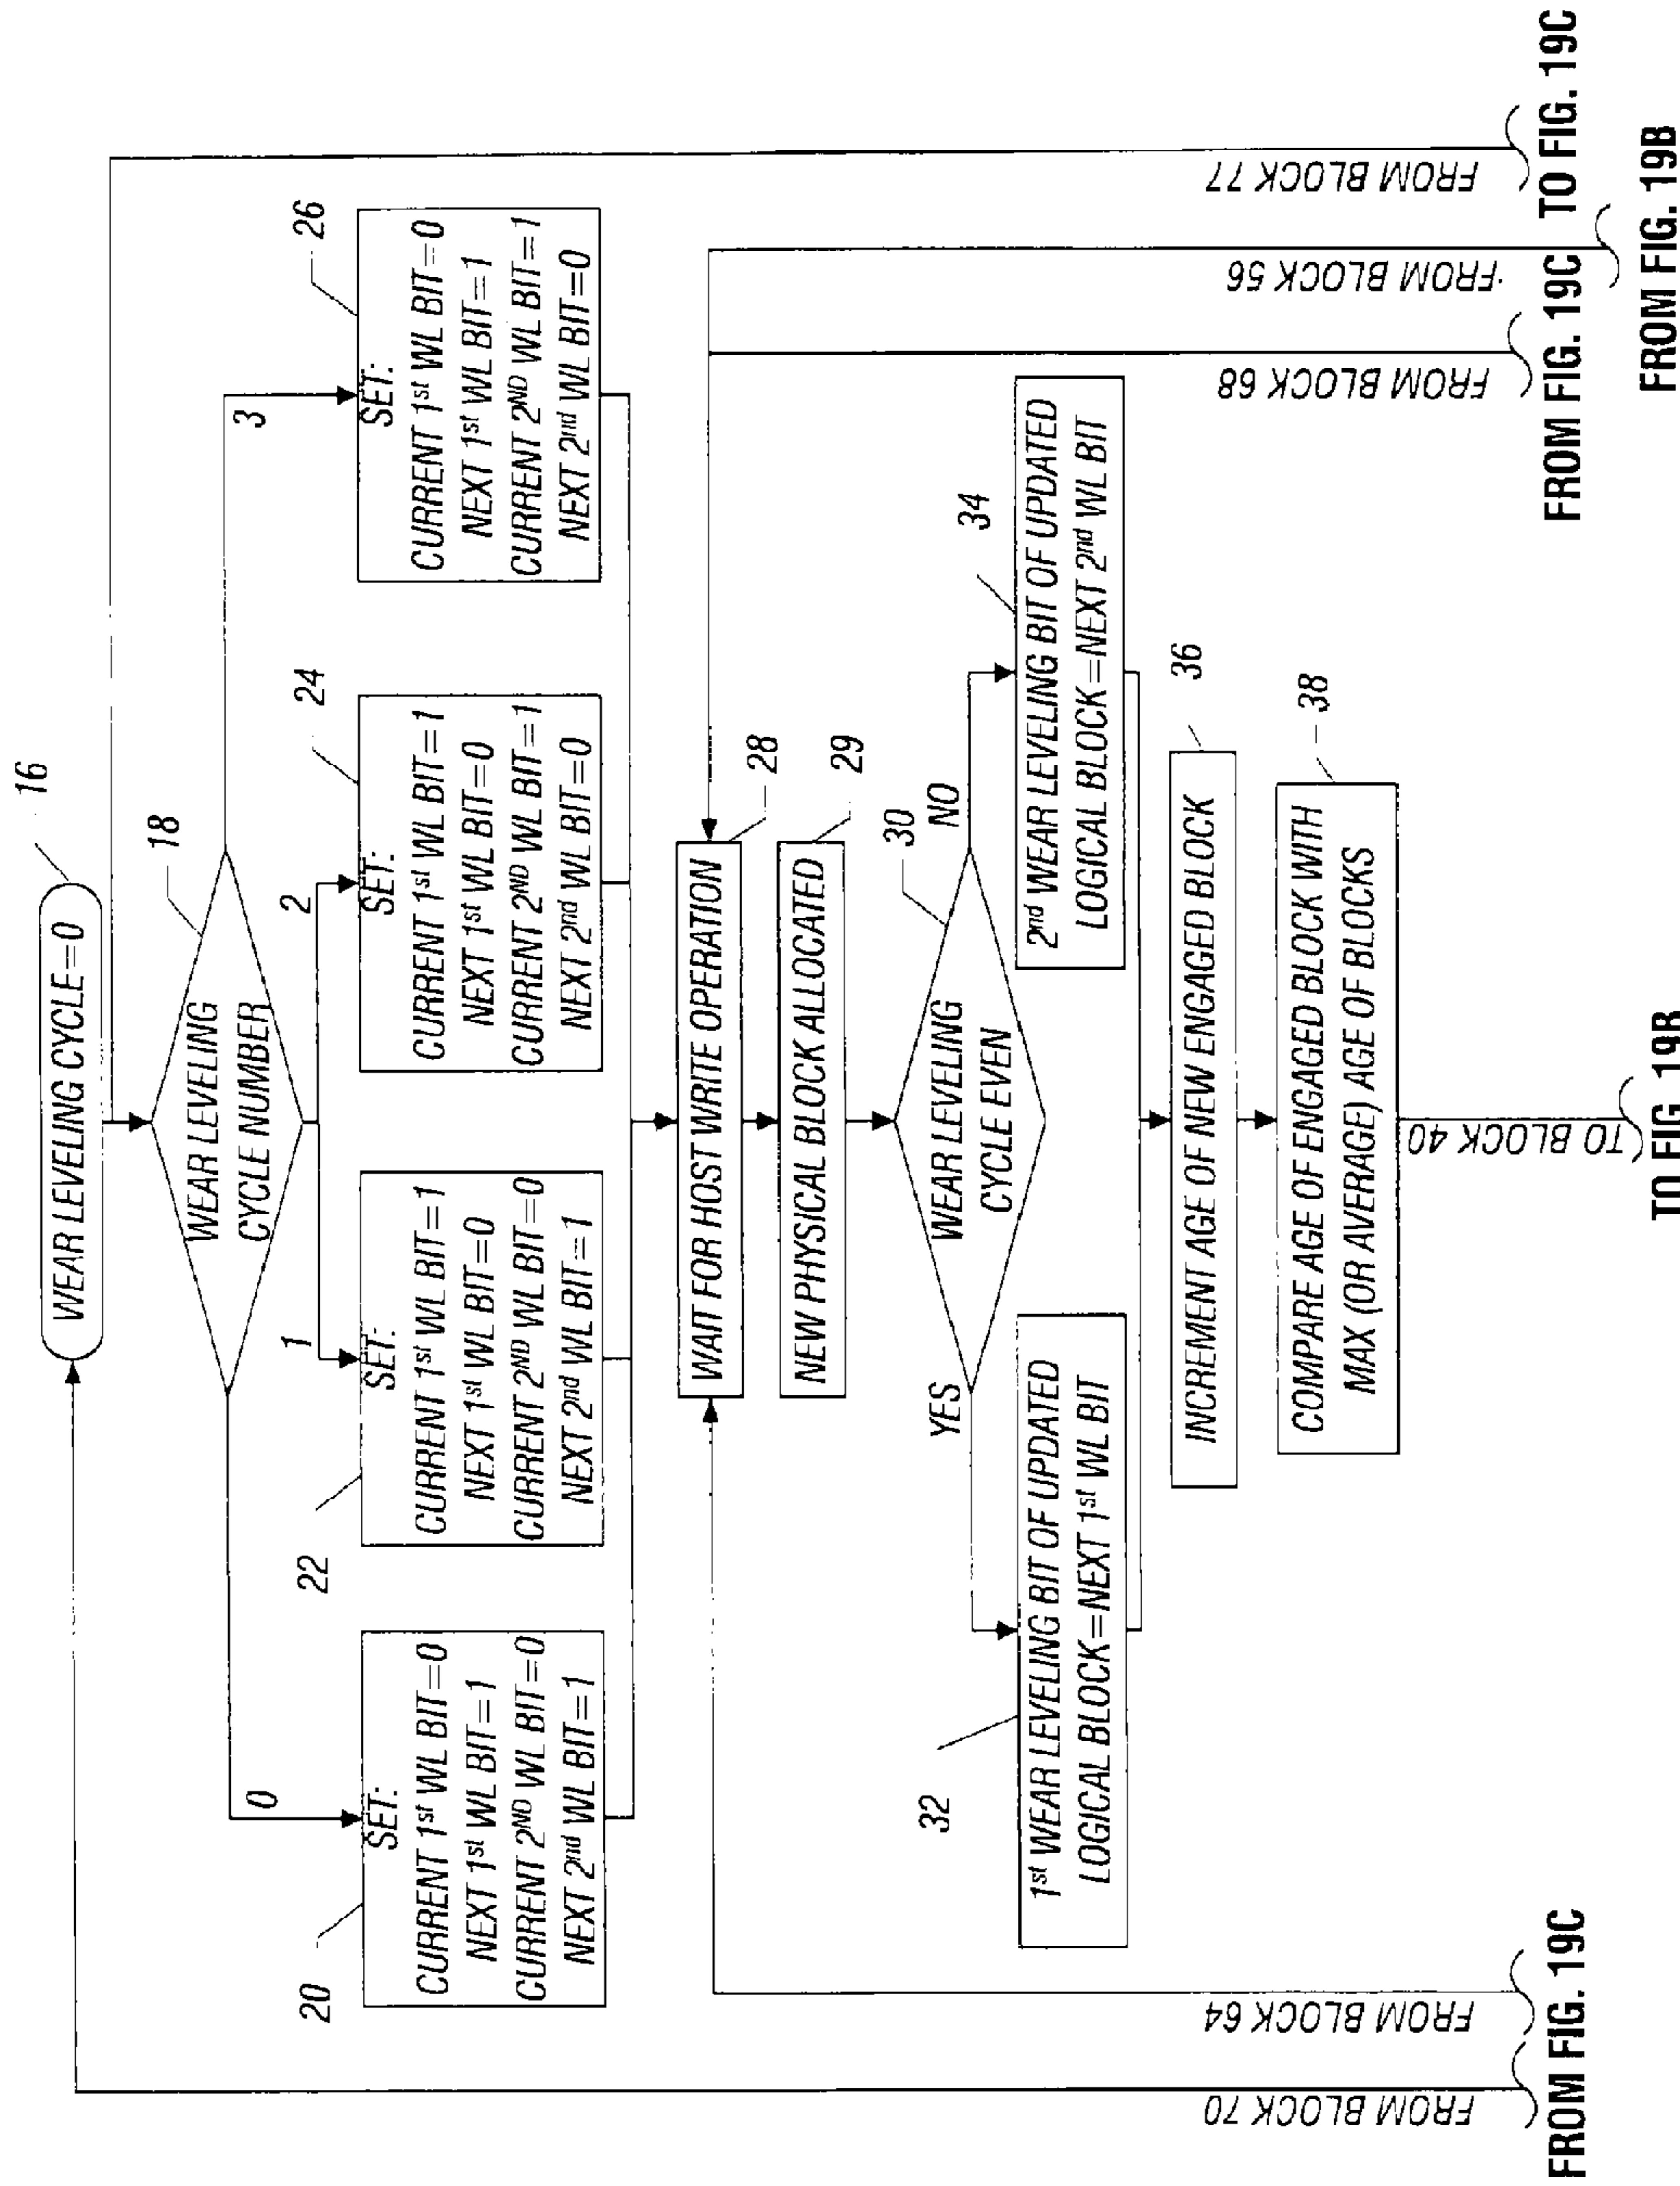 16
WEAR LEVELING CYCLE=0
18
WEAR LEVELING
CYCLE NUMBER
0
1
2
3
20
SET:
CURRENT 1st WL BIT=0
NEXT 1st WL BIT=1
CURRENT 2ND WL BIT=0
NEXT 2nd WL BIT=1
22
SET:
CURRENT 1st WL BIT=1
NEXT 1st WL BIT=0
CURRENT 2ND WL BIT=0
NEXT 2nd WL BIT=1
24
SET:
CURRENT 1st WL BIT=1
NEXT 1st WL BIT=0
CURRENT 2ND WL BIT=1
NEXT 2nd WL BIT=0
26
SET:
CURRENT 1st WL BIT=0
NEXT 1st WL BIT=1
CURRENT 2ND WL BIT=1
NEXT 2nd WL BIT=0
WAIT FOR HOST WRITE OPERATION
28
NEW PHYSICAL BLOCK ALLOCATED
29
30
WEAR LEVELING
CYCLE EVEN
YES
NO
32
1st WEAR LEVELING BIT OF UPDATED
LOGICAL BLOCK=NEXT 1st WL BIT
34
2nd WEAR LEVELING BIT OF UPDATED
LOGICAL BLOCK=NEXT 2nd WL BIT
INCREMENT AGE OF NEW ENGAGED BLOCK
36
COMPARE AGE OF ENGAGED BLOCK WITH
MAX (OR AVERAGE) AGE OF BLOCKS
38
FROM BLOCK 70
FROM BLOCK 64
FROM FIG. 19C
TO BLOCK 40
TO FIG. 19B
FROM BLOCK 68
FROM BLOCK 56
FROM BLOCK 77
FROM FIG. 19C
TO FIG. 19C
FROM FIG. 19B